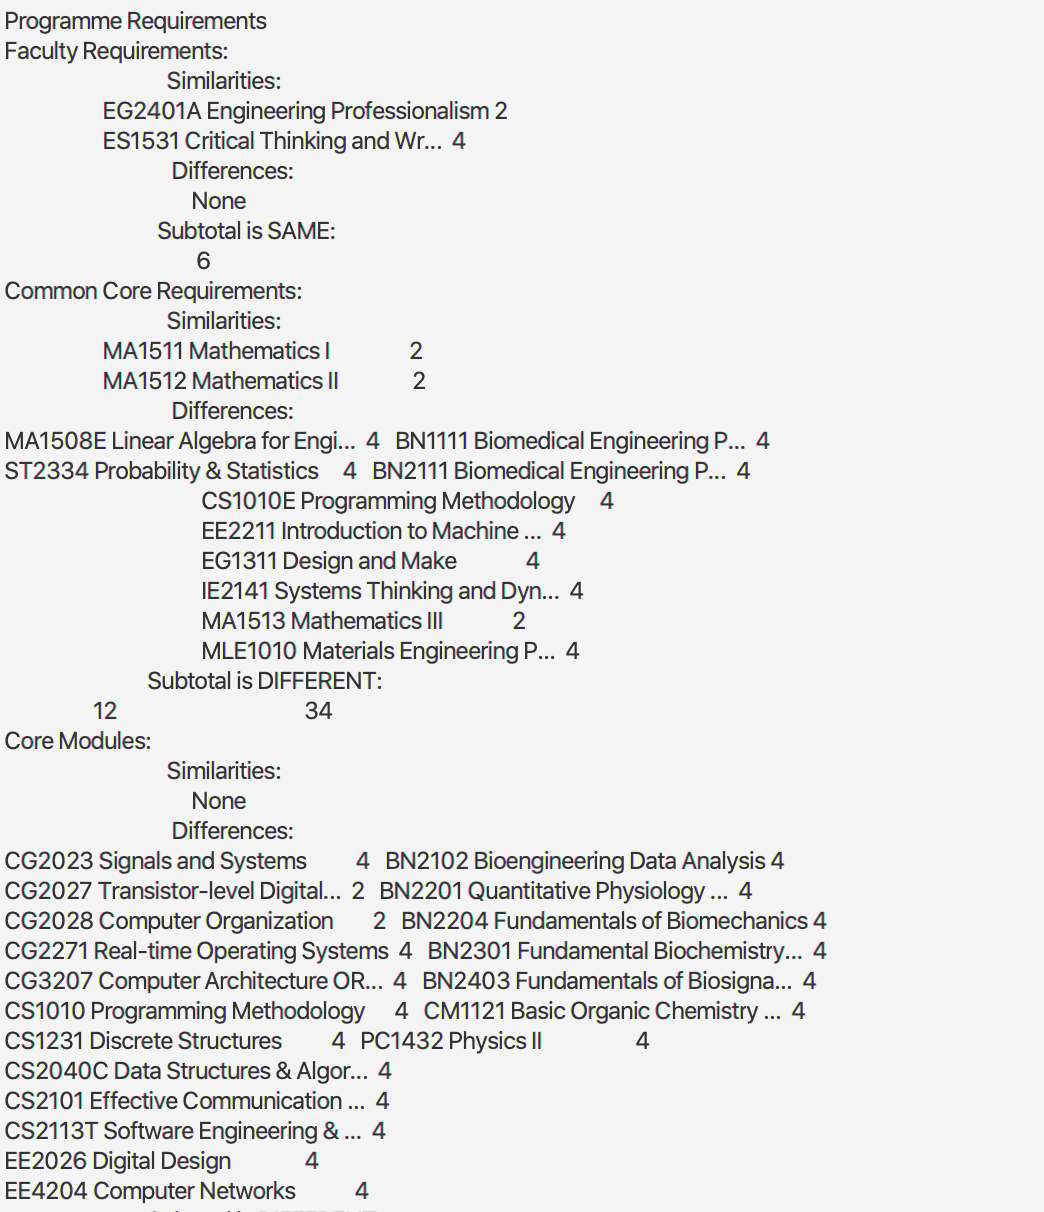 Programme Requirements
Faculty Requirements:
Similarities:
EG2401A Engineering Professionalism 2
ES1531 Critical Thinking and Wr... 4
Differences:
None
Subtotal is SAME:
6
Common Core Requirements:
Similarities:
MA1511 Mathematics I 2
MA1512 Mathematics II 2
Differences:
MA1508E Linear Algebra for Engi... 4 BN1111 Biomedical Engineering P... 4
ST2334 Probability & Statistics 4 BN2111 Biomedical Engineering P... 4
CS1010E Programming Methodology 4
EE2211 Introduction to Machine ... 4
EG1311 Design and Make 4
IE2141 Systems Thinking and Dyn... 4
MA1513 Mathematics III 2
MLE1010 Materials Engineering P... 4
Subtotal is DIFFERENT:
12 34
Core Modules:
Similarities:
None
Differences:
CG2023 Signals and Systems 4 BN2102 Bioengineering Data Analysis 4
CG2027 Transistor-level Digital... 2 BN2201 Quantitative Physiology ... 4
CG2028 Computer Organization 2 BN2204 Fundamentals of Biomechanics 4
CG2271 Real-time Operating Systems 4 BN2301 Fundamental Biochemistry... 4
CG3207 Computer Architecture OR... 4 BN2403 Fundamentals of Biosigna... 4
CS1010 Programming Methodology 4 CM1121 Basic Organic Chemistry ... 4
CS1231 Discrete Structures 4 PC1432 Physics II 4
CS2040C Data Structures & Algor... 4
CS2101 Effective Communication ... 4
CS2113T Software Engineering & ... 4
EE2026 Digital Design 4
EE4204 Computer Networks 4